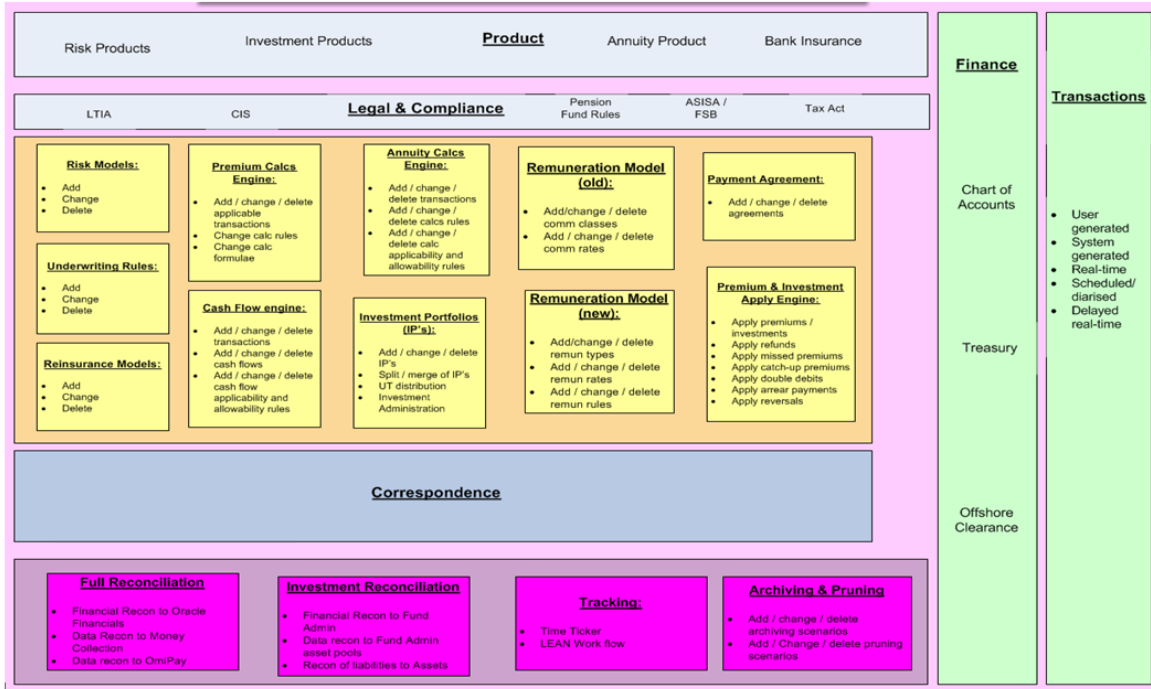 Product
Risk Products
Investment Products
Annuity Product
Bank Insurance
Legal & Compliance
LTIA
CIS
Pension
Fund Rules
ASISA /
FSB
Tax Act
Risk Models:
• Add
• Change
• Delete
Underwriting Rules:
• Add
• Change
• Delete
Reinsurance Models:
• Add
• Change
• Delete
Premium Calcs
Engine:
• Add / change / delete
applicable
transactions
• Change calc rules
• Change calc
formulae
Cash Flow engine:
• Add / change / delete
transactions
• Add / change / delete
cash flows
• Add / change / delete
cash flow
applicability and
allowability rules
Annuity Calcs
Engine:
• Add / change /
delete transactions
• Add / change /
delete calcs rules
• Add / change /
delete calc
applicability and
allowability rules
Investment Portfolios
(IP's):
• Add / change / delete
IP's
• Split / merge of IP's
• UT distribution
• Investment
Administration
Remuneration Model
(old):
• Add/change / delete
comm classes
• Add / change / delete
comm rates
Remuneration Model
(new):
• Add/change / delete
remun types
• Add / change / delete
remun rates
• Add / change / delete
remun rules
Payment Agreement:
• Add / change / delete
agreements
Premium & Investment
Apply Engine:
• Apply premiums /
investments
• Apply refunds
• Apply missed premiums
• Apply catch-up premiums
• Apply double debits
• Apply arrear payments
• Apply reversals
Correspondence
Full Reconciliation
• Financial Recon to Oracle
Financials
• Data Recon to Money
Collection
• Data recon to OmiPay
Investment Reconciliation
• Financial Recon to Fund
Admin
• Data recon to Fund Admin
asset pools
• Recon of liabilities to Assets
Tracking:
• Time Ticker
• LEAN Work flow
Archiving & Pruning
• Add / change / delete
archiving scenarios
• Add / Change / delete pruning
scenarios
Finance
Chart of
Accounts
Treasury
Offshore
Clearance
Transactions
• User
generated
• System
generated
• Real-time
• Scheduled/
diarised
• Delayed
real-time